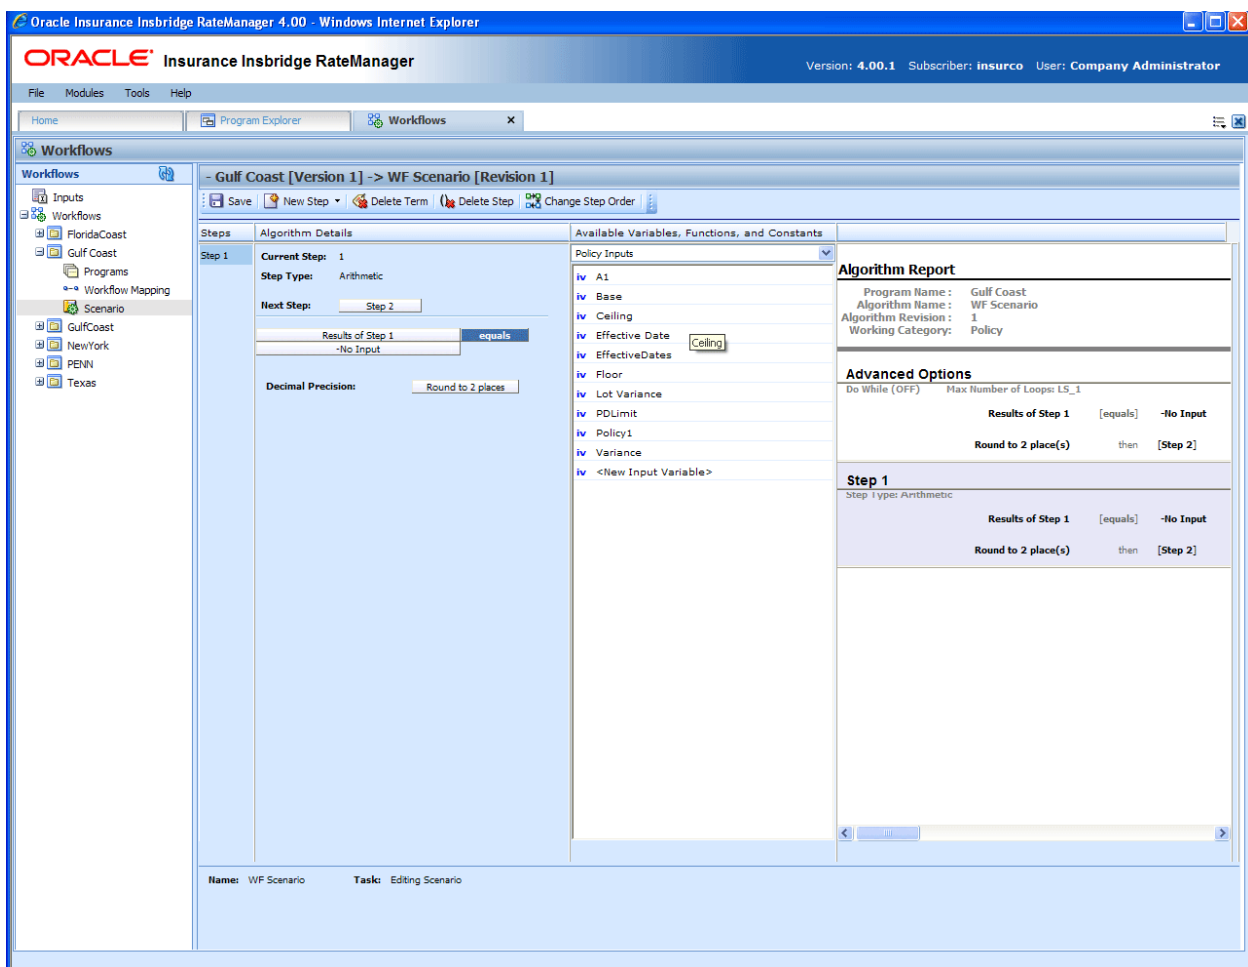 Oracle Insurance Insbridge RateManager 4.00 - Windows Internet Explorer
ORACLE Insurance Insbridge RateManager
Version: 4.00.1 Subscriber: insurco User: Company Administrator
File Modules Tools Help
Home Program Explorer Workflows x
Workflows
Workflows
Inputs
Workflows
FloridaCoast
Gulf Coast
Programs
Workflow Mapping
Scenario
GulfCoast
NewYork
PENN
Texas
- Gulf Coast [Version 1] -> WF Scenario [Revision 1]
Save New Step Delete Term Delete Step Change Step Order
Steps
Step 1
Algorithm Details
Current Step: 1
Step Type: Arithmetic
Next Step: Step 2
Results of Step 1 equals
-No Input
Decimal Precision: Round to 2 places
Available Variables, Functions, and Constants
Policy Inputs
iv A1
iv Base
iv Ceiling
iv Effective Date
Ceiling
iv EffectiveDates
iv Floor
iv Lot Variance
iv PDLimit
iv Policy1
iv Variance
iv <New Input Variable>
Algorithm Report
Program Name : Gulf Coast
Algorithm Name : WF Scenario
Algorithm Revision : 1
Working Category: Policy
Advanced Options
Do While (OFF) Max Number of Loops: LS_1
Results of Step 1 [equals] -No Input
Round to 2 place(s) then [Step 2]
Step 1
Step Type: Arithmetic
Results of Step 1 [equals] -No Input
Round to 2 place(s) then [Step 2]
Name: WF Scenario Task: Editing Scenario